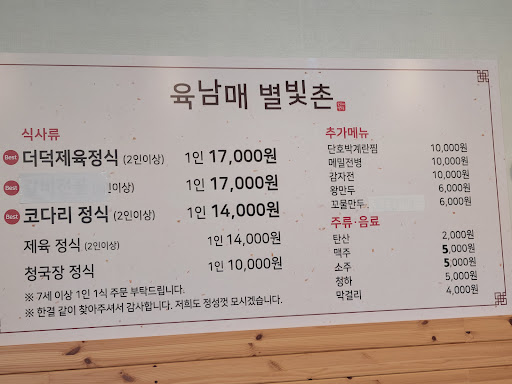 육남매 별빛촌
식사류
Best 더덕제육정식 (2인이상) 1인 17,000원
이상) 1인 17,000원
Best 코다리 정식 (2인이상) 1인 14,000원
제육 정식 (2인이상) 1인 14,000원
청국장 정식 1인 10,000원
※ 7세 이상 1인 1식 주문 부탁드립니다.
※ 한결 같이 찾아주셔서 감사합니다. 저희도 정성껏 모시겠습니다.
추가메뉴
단호박계란찜 10,000원
메밀전병 10,000원
감자전 10,000원
왕만두 6,000원
꼬물만두 6,000원
주류·음료
탄산 2,000원
맥주 5,000원
소주 5,000원
청하 5,000원
막걸리 4,000원